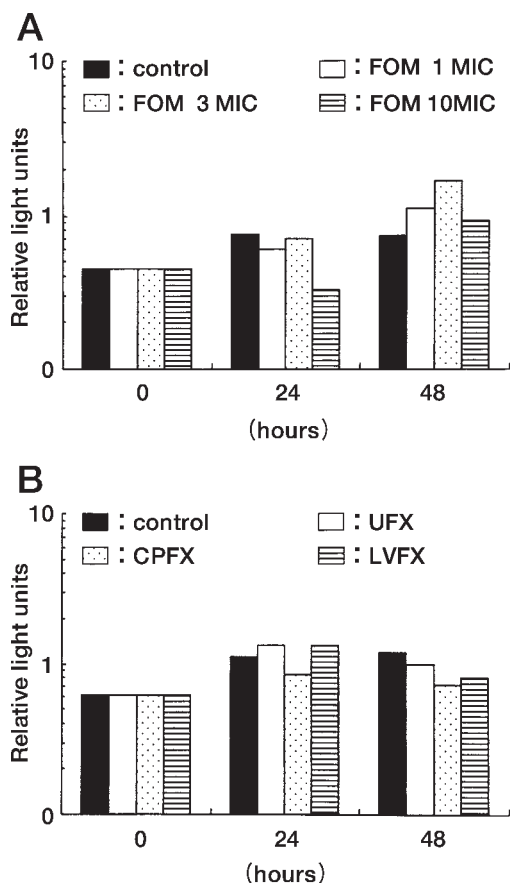 A
10
1
0
Relative light units
: control
: FOM 1 MIC
: FOM 3 MIC
: FOM 10MIC
0 24 48
(hours)
B
10
1
0
Relative light units
: control
: UFX
: CPFX
: LVFX
0 24 48
(hours)